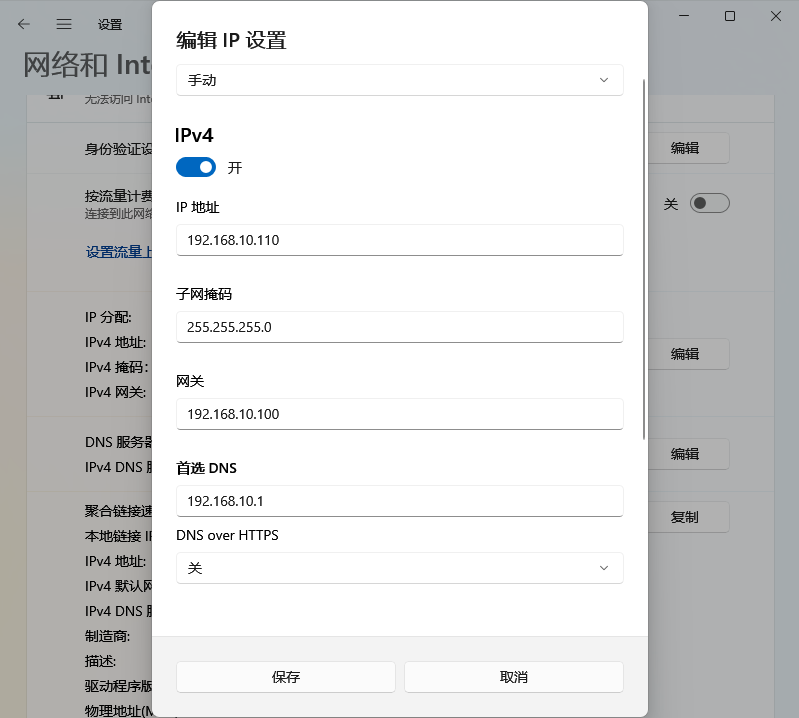 设置
网络和 Int
无法访问 Int
身份验证设
编辑
按流量计费
连接到此网络
关
设置流量上
IP 分配:
IPv4 地址:
IPv4 掩码:
IPv4 网关:
编辑
DNS 服务器
IPv4 DNS 服
编辑
聚合链接速
本地链接 IP
IPv4 地址:
IPv4 默认网
IPv4 DNS 服
制造商:
描述:
驱动程序版
物理地址(M
复制
编辑 IP 设置
手动
IPv4
开
IP 地址
192.168.10.110
子网掩码
255.255.255.0
网关
192.168.10.100
首选 DNS
192.168.10.1
DNS over HTTPS
关
保存
取消